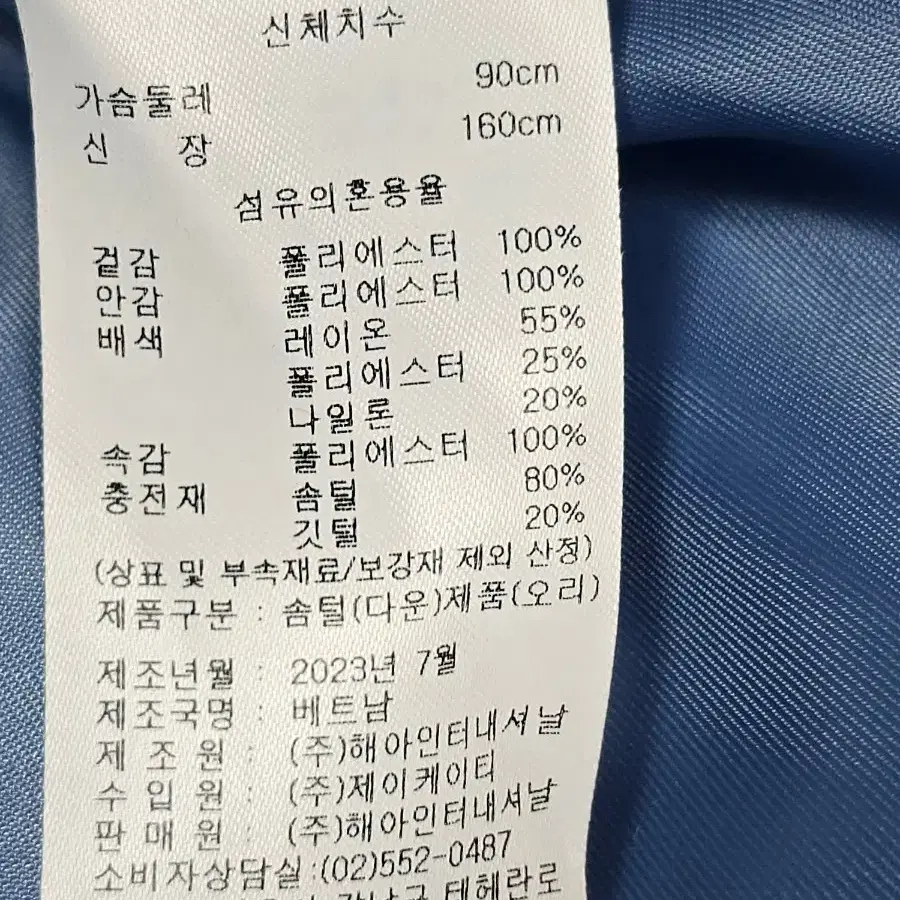 신체치수
가슴둘레 90cm
신 장 160cm
섬유의혼용율
겉감 폴리에스터 100%
안감 폴리에스터 100%
배색 레이온 55%
폴리에스터 25%
나일론 20%
속감 폴리에스터 100%
충전재 솜털 80%
깃털 20%
(상표 및 부속재료/보강재 제외 산정)
제품구분 : 솜털(다운)제품(오리)
제조년월 : 2023년 7월
제조국명 : 베트남
제 조 원 : (주)해아인터내셔날
수 입 원 : (주)제이케이티
판 매 원 : (주)해아인터내셔날
소비자상담실:(02)552-0487
테헤란로